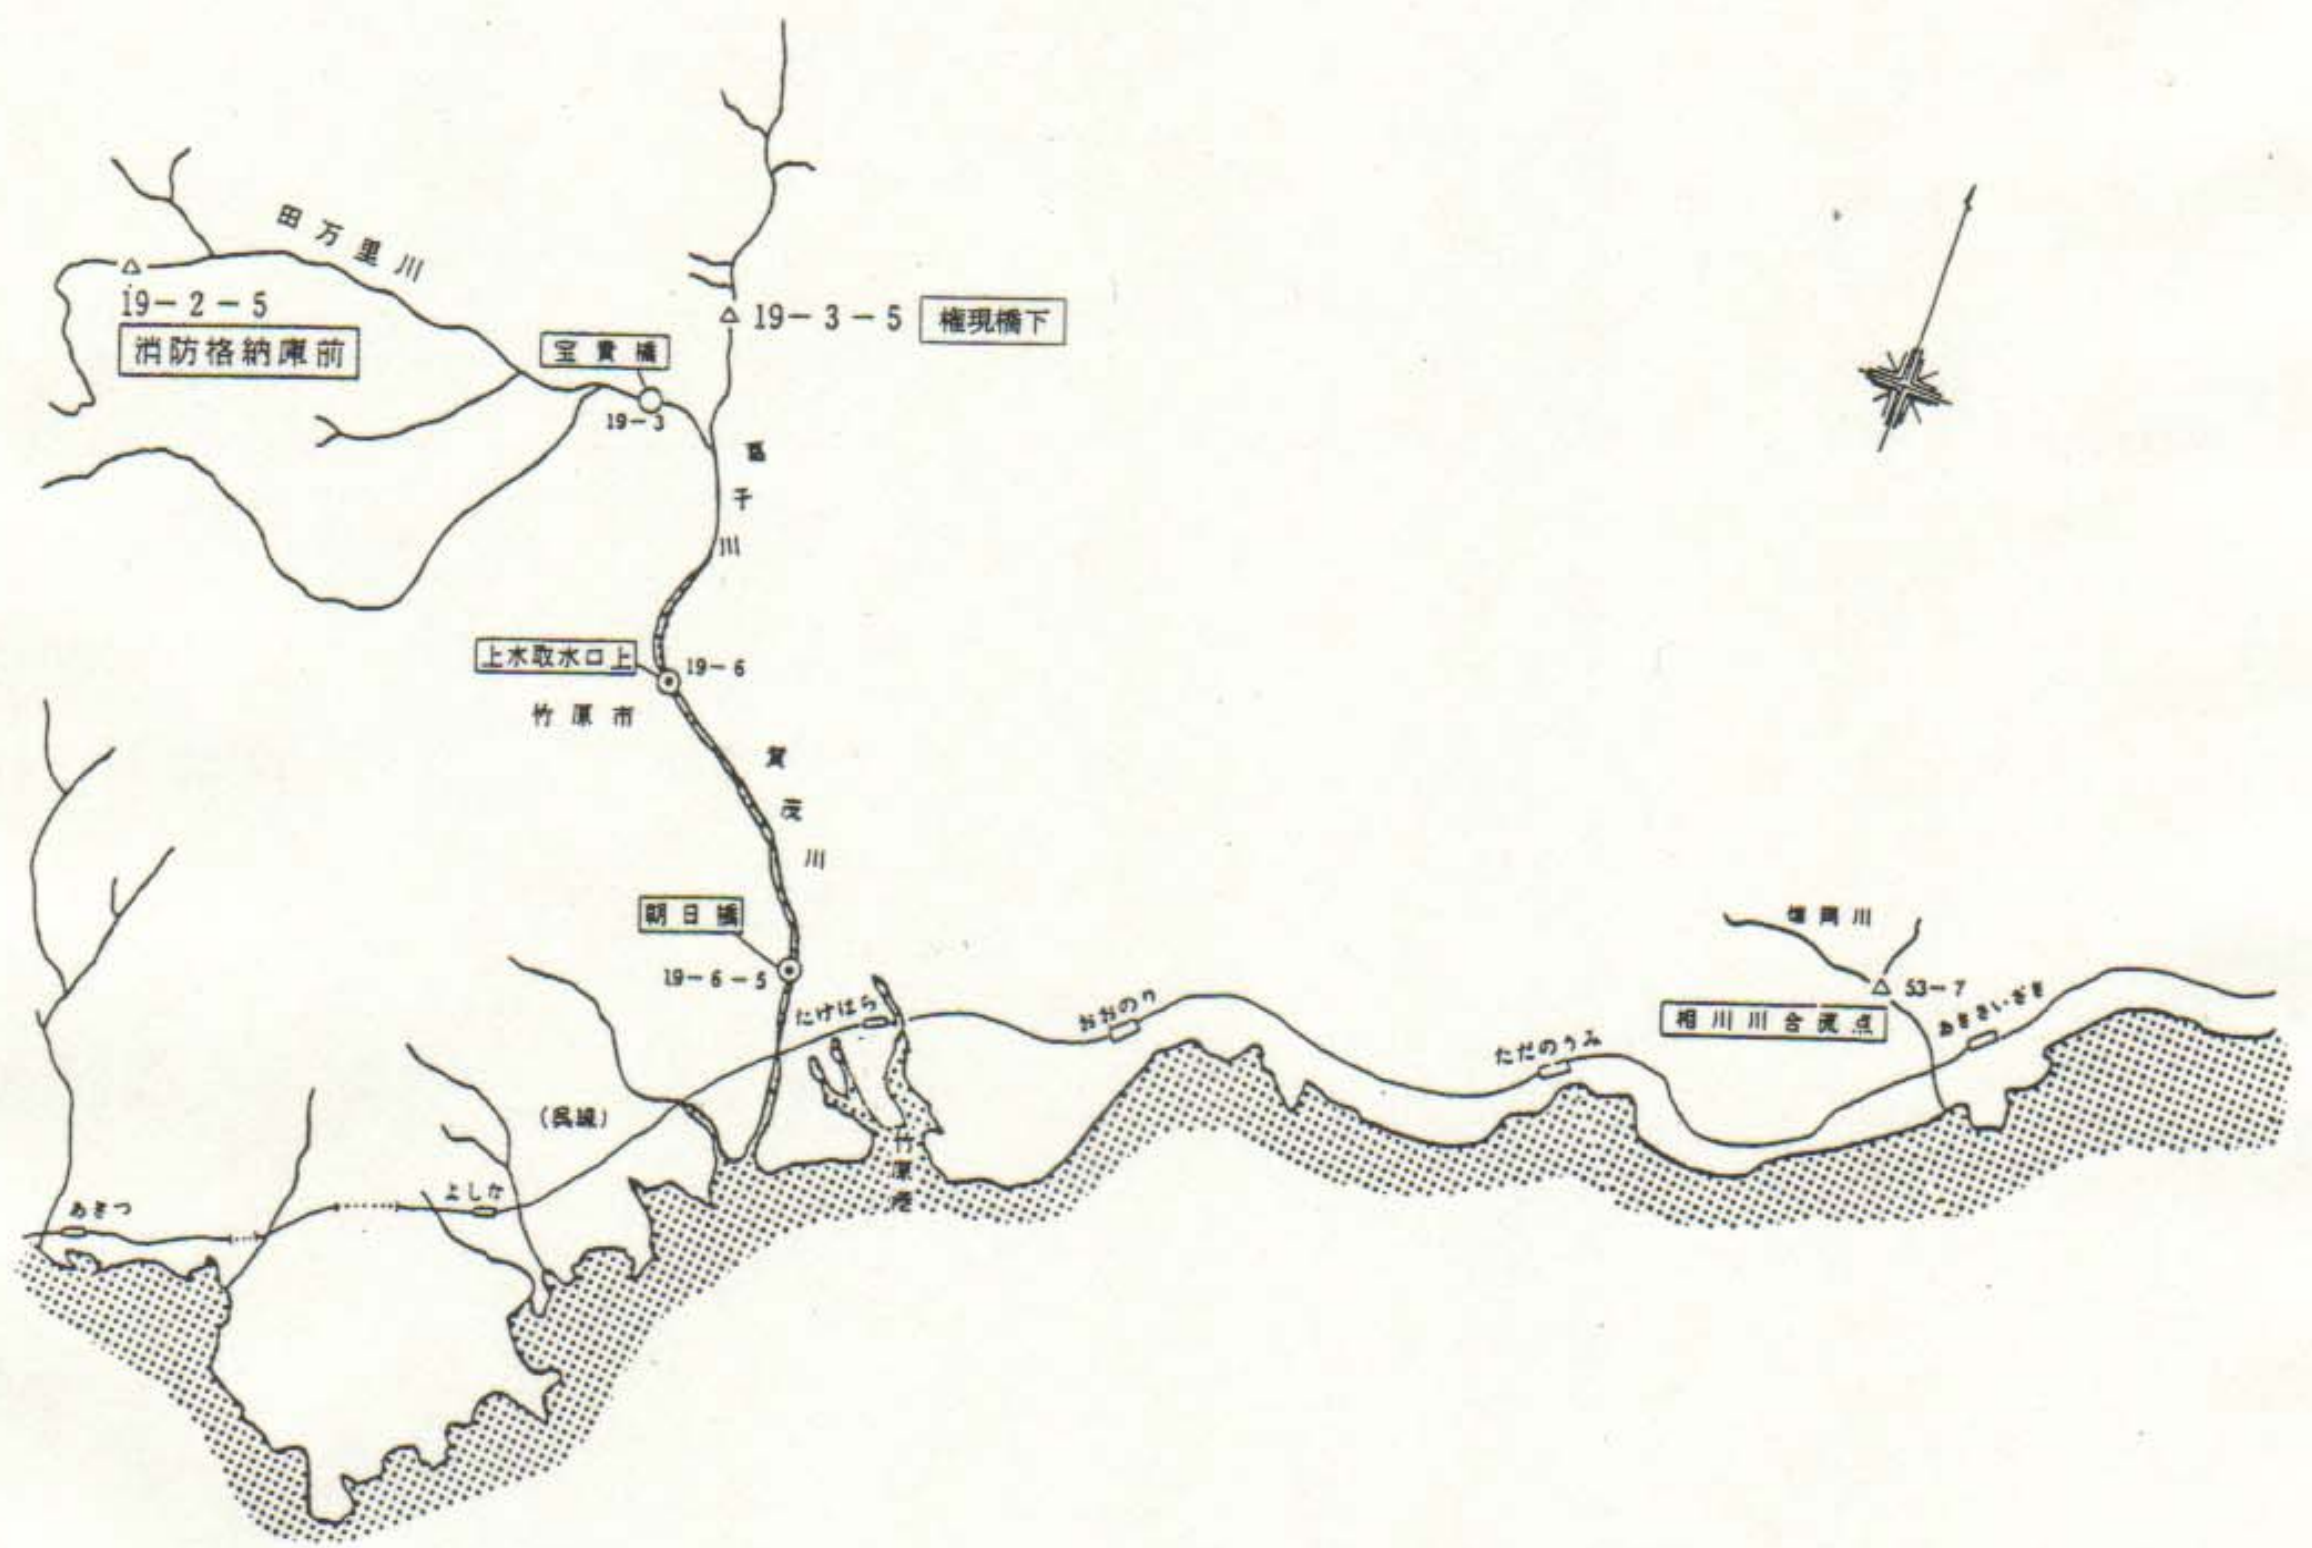 田万里川
19-2-5
消防格納庫前
19-3-5
権現橋下
宝貴橋
19-3
上水取水口上
19-6
竹原市
賀茂川
朝日橋
19-6-5
たけはら
おおのり
ただのうみ
53-7
相川川合流点
(呉線)
よしな
あきつ
竹原港